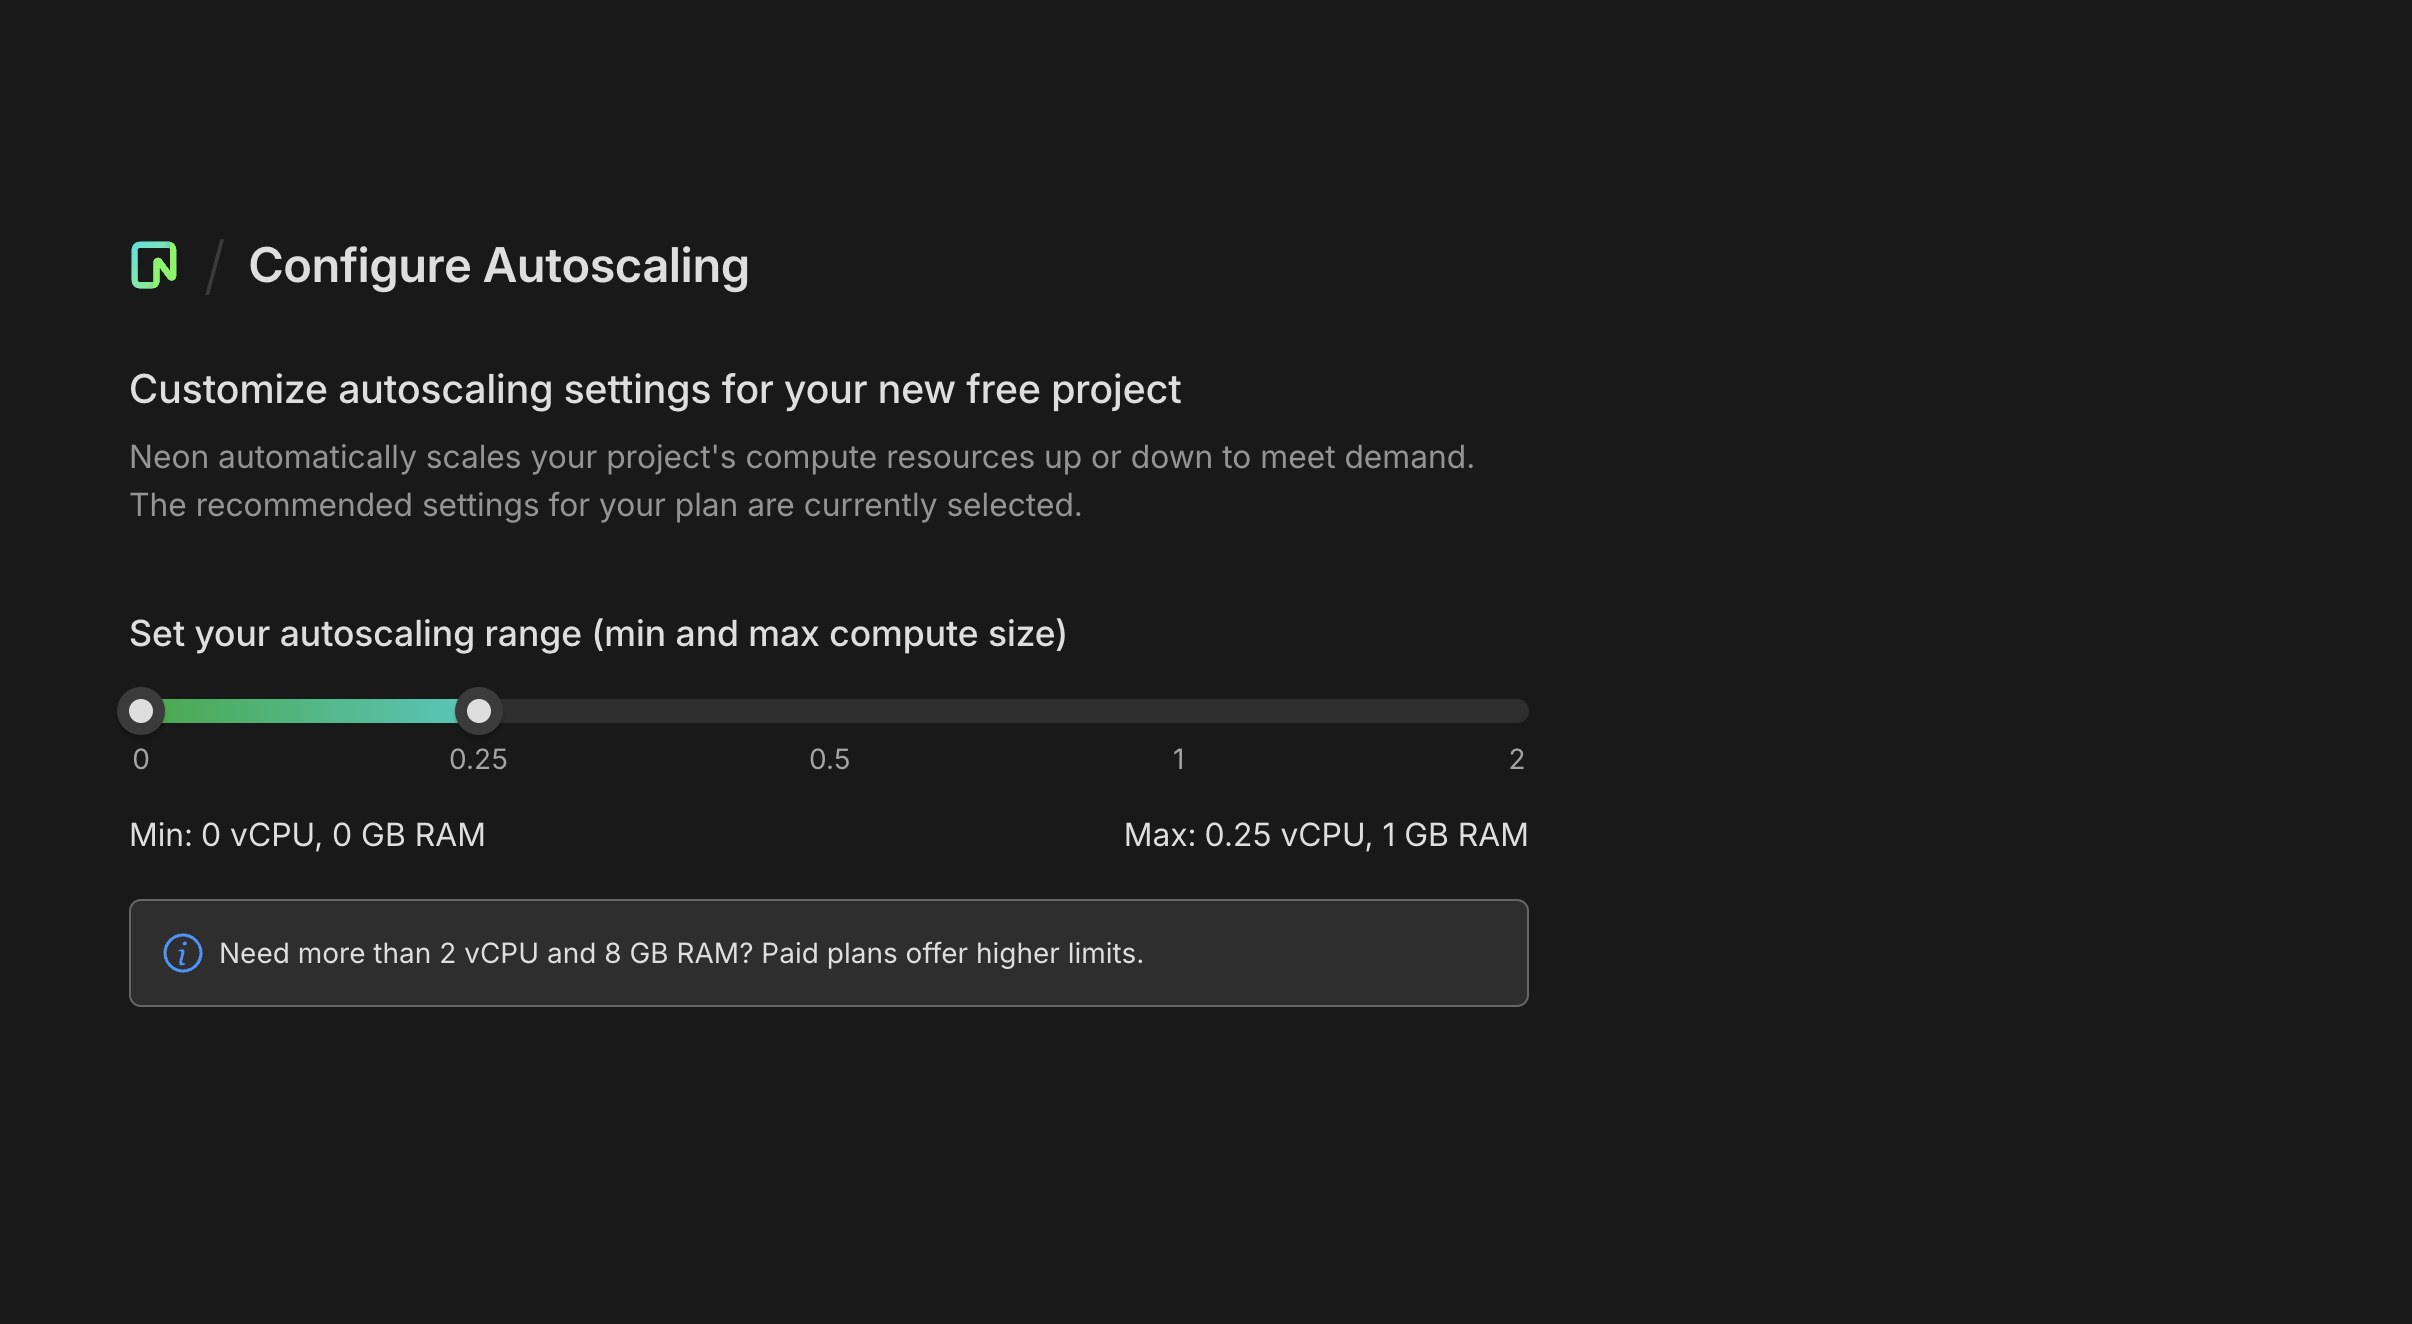 Configure Autoscaling
Customize autoscaling settings for your new free project
Neon automatically scales your project's compute resources up or down to meet demand.
The recommended settings for your plan are currently selected.
Set your autoscaling range (min and max compute size)
0 0.25 0.5 1 2
Min: 0 vCPU, 0 GB RAM Max: 0.25 vCPU, 1 GB RAM
Need more than 2 vCPU and 8 GB RAM? Paid plans offer higher limits.